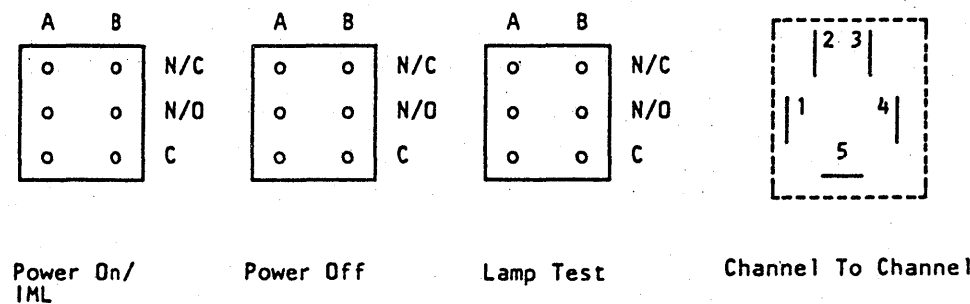 A B A B A B
2 3
N/C N/C N/C
N/O N/O N/O
1 4
C C C
5
Power On/ Power Off Lamp Test Channel To Channel
IML